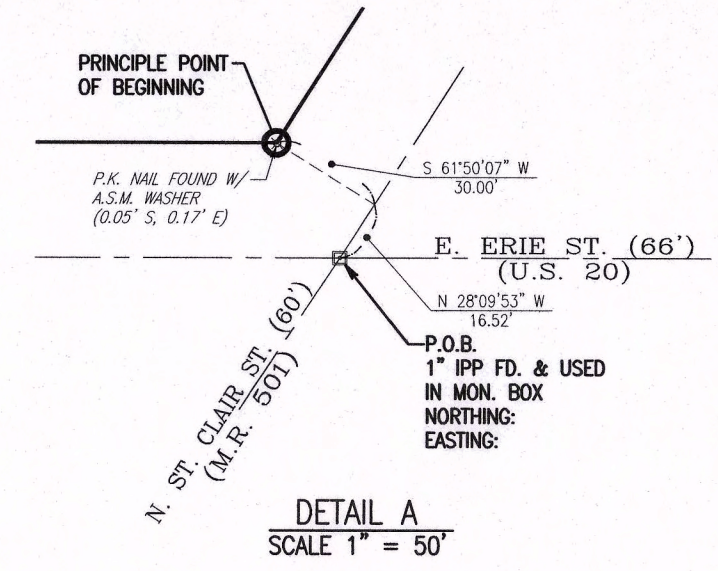 PRINCIPLE POINT
OF BEGINNING
P.K. NAIL FOUND W/
A.S.M. WASHER
(0.05' S, 0.17' E)
S 61°50'07" W
30.00'
E. ERIE ST. (66')
(U.S. 20)
N 28°09'53" W
16.52'
N. ST. CLAIR ST. (60')
(M.R. 501)
P.O.B.
1" IPP FD. & USED
IN MON. BOX
NORTHING:
EASTING:
DETAIL A
SCALE 1" = 50'